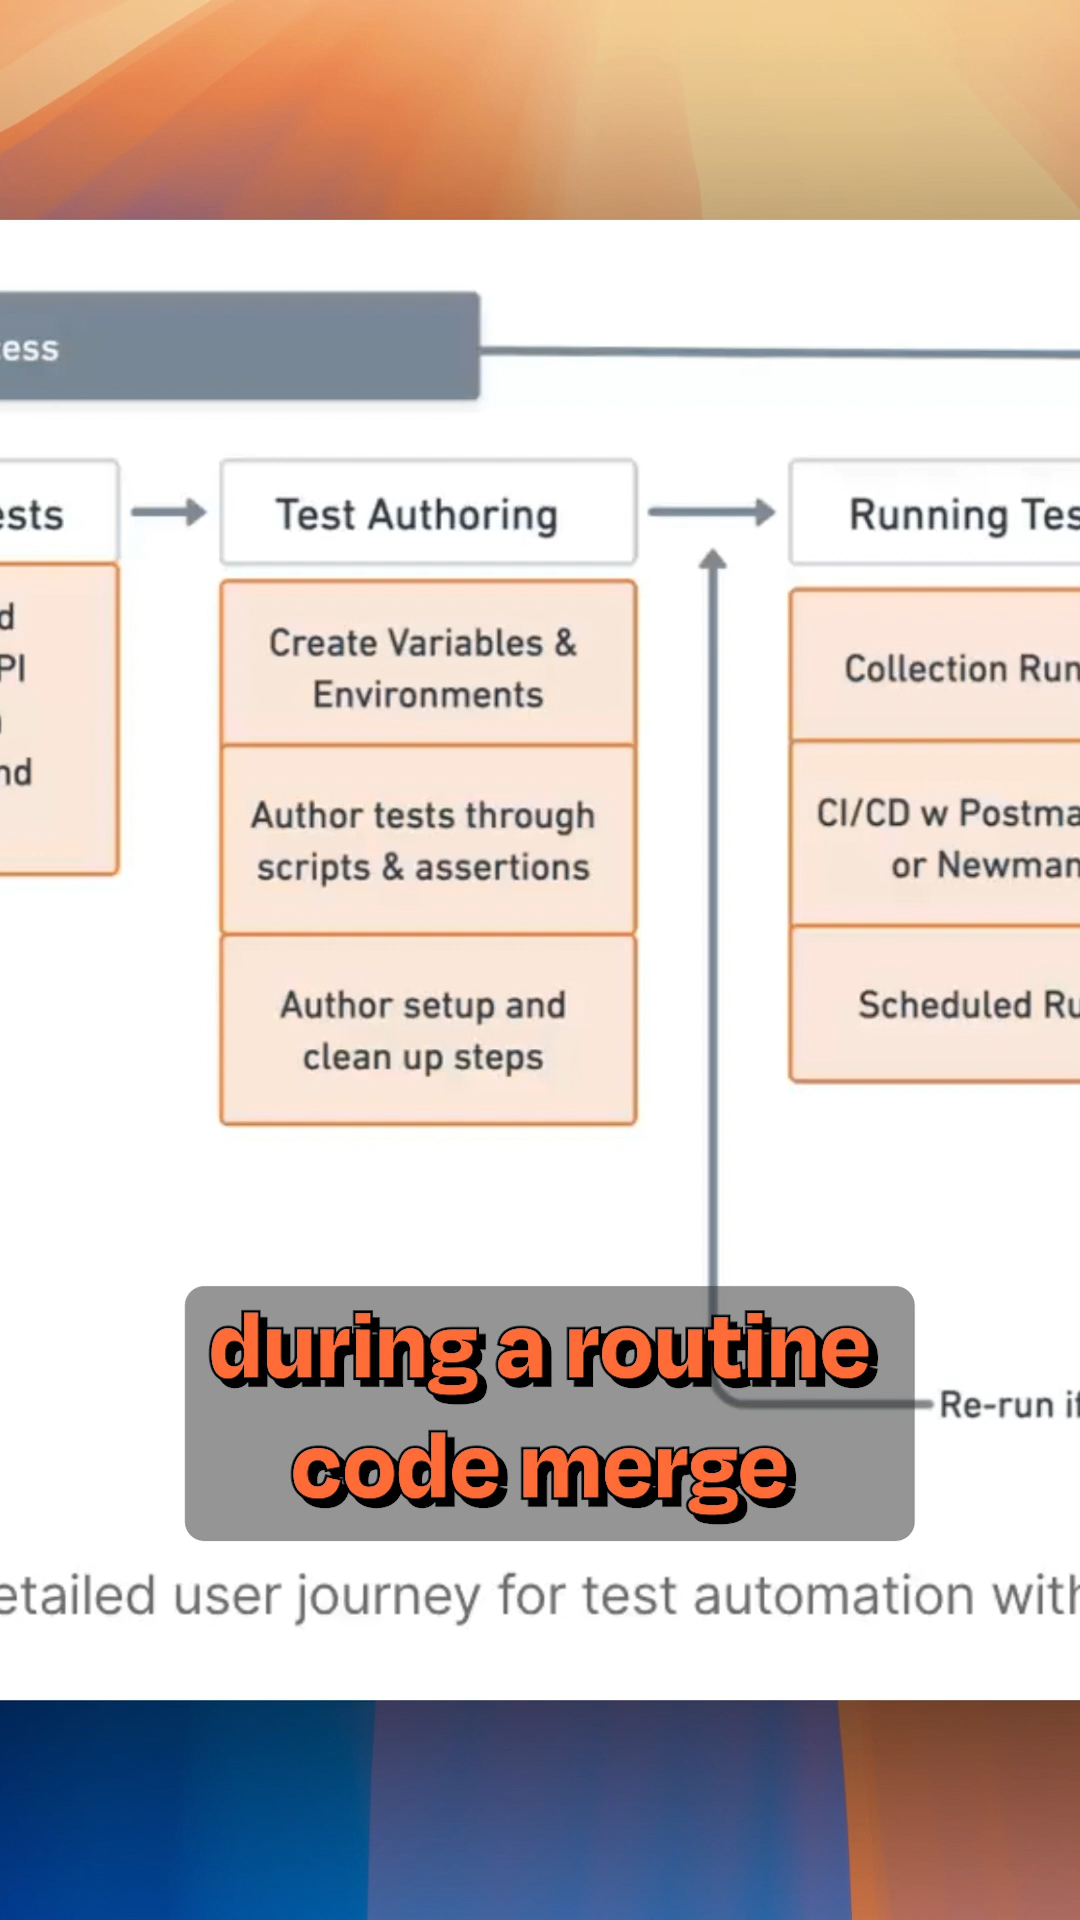 ess
ests
Test Authoring
Running Tes
d
PI
nd
Create Variables &
Environments
Author tests through
scripts & assertions
Author setup and
clean up steps
Collection Run
CI/CD w Postma
or Newman
Scheduled Ru
during a routine
code merge
Re-run if
etailed user journey for test automation with